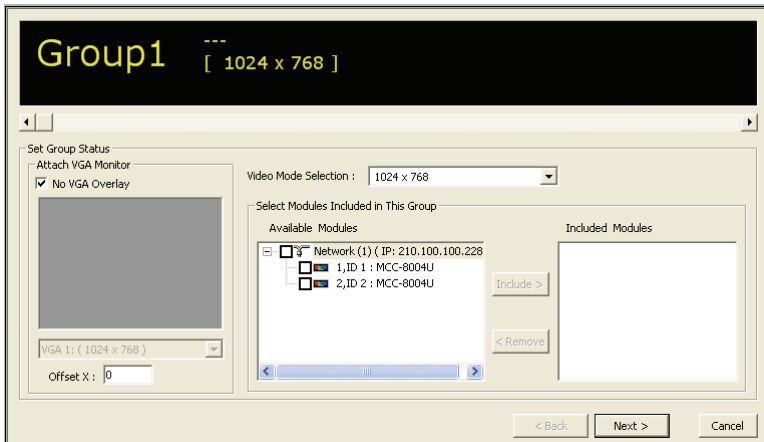 Group1
---
[ 1024 x 768 ]
Set Group Status
Attach VGA Monitor
No VGA Overlay
VGA 1: ( 1024 x 768 )
Offset X : 0
Video Mode Selection : 1024 x 768
Select Modules Included in This Group
Available Modules
Network (1) ( IP: 210.100.100.228
1,ID 1 : MCC-8004U
2,ID 2 : MCC-8004U
Include >
< Remove
Included Modules
< Back Next > Cancel